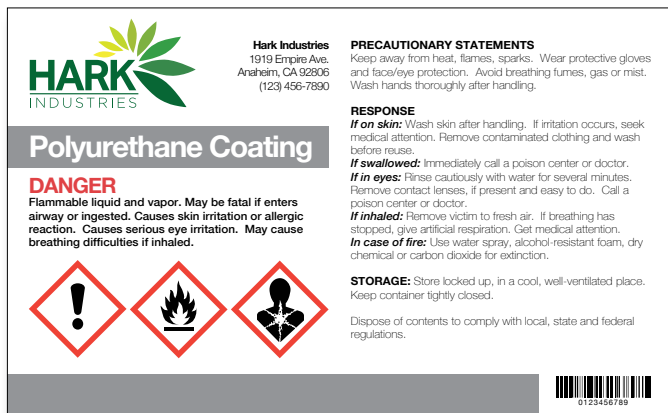 HARK
INDUSTRIES
Hark Industries
1919 Empire Ave.
Anaheim, CA 92806
(123) 456-7890
Polyurethane Coating
DANGER
Flammable liquid and vapor. May be fatal if enters
airway or ingested. Causes skin irritation or allergic
reaction. Causes serious eye irritation. May cause
breathing difficulties if inhaled.
PRECAUTIONARY STATEMENTS
Keep away from heat, flames, sparks. Wear protective gloves
and face/eye protection. Avoid breathing fumes, gas or mist.
Wash hands thoroughly after handling.
RESPONSE
If on skin: Wash skin after handling. If irritation occurs, seek
medical attention. Remove contaminated clothing and wash
before reuse.
If swallowed: Immediately call a poison center or doctor.
If in eyes: Rinse cautiously with water for several minutes.
Remove contact lenses, if present and easy to do. Call a
poison center or doctor.
If inhaled: Remove victim to fresh air. If breathing has
stopped, give artificial respiration. Get medical attention.
In case of fire: Use water spray, alcohol-resistant foam, dry
chemical or carbon dioxide for extinction.
STORAGE: Store locked up, in a cool, well-ventilated place.
Keep container tightly closed.
Dispose of contents to comply with local, state and federal
regulations.
0123456789